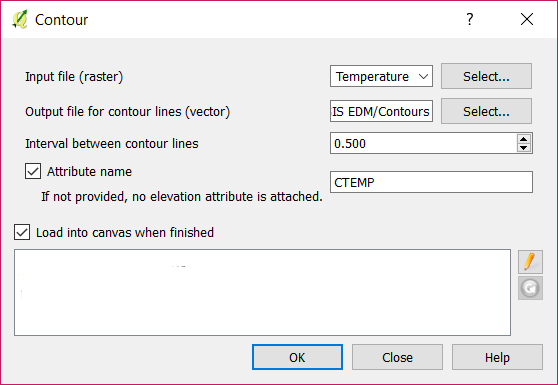 Contour
Input file (raster) Temperature Select...
Output file for contour lines (vector) IS EDM/Contours Select...
Interval between contour lines 0.500
Attribute name
If not provided, no elevation attribute is attached. CTEMP
Load into canvas when finished
OK Close Help